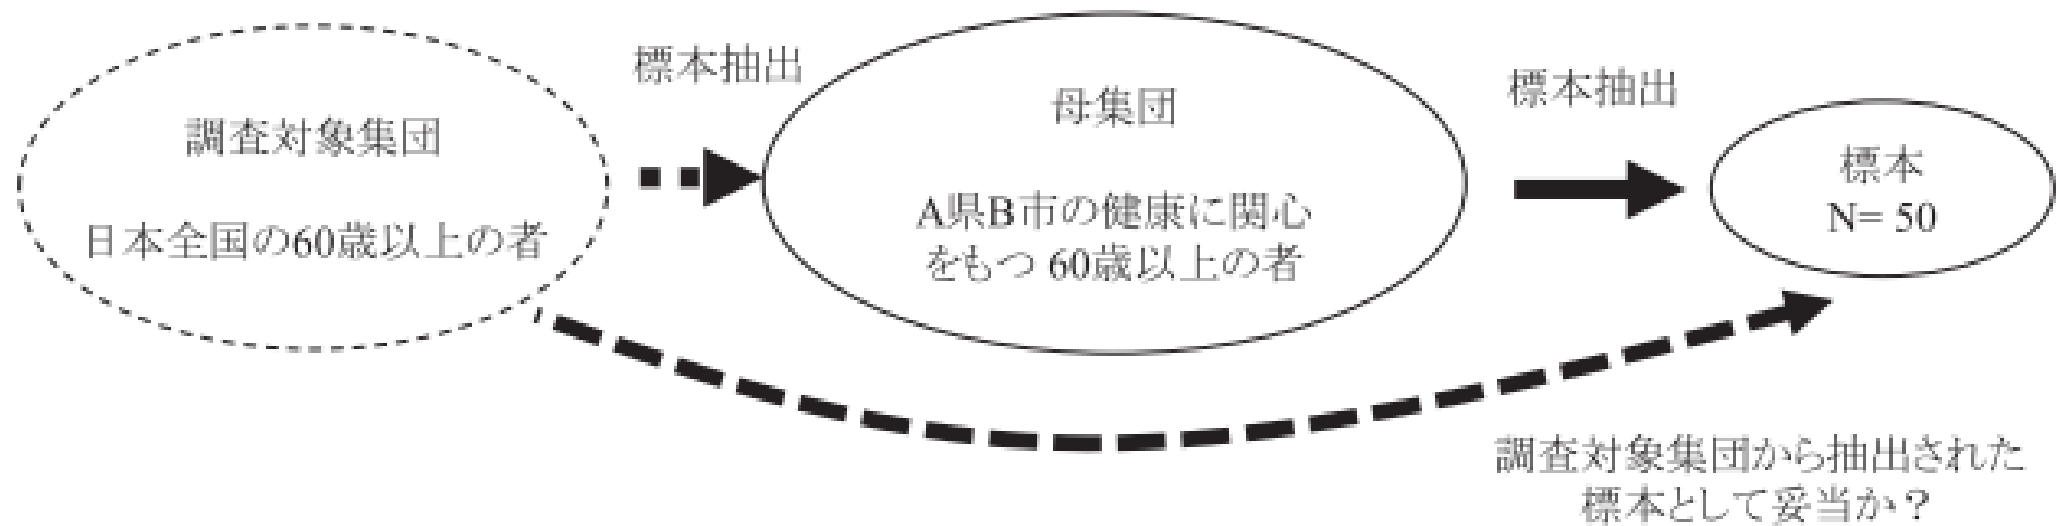 標本抽出
調査対象集団
日本全国の60歳以上の者
母集団
A県B市の健康に関心
をもつ 60歳以上の者
標本抽出
標本
N= 50
調査対象集団から抽出された
標本として妥当か?